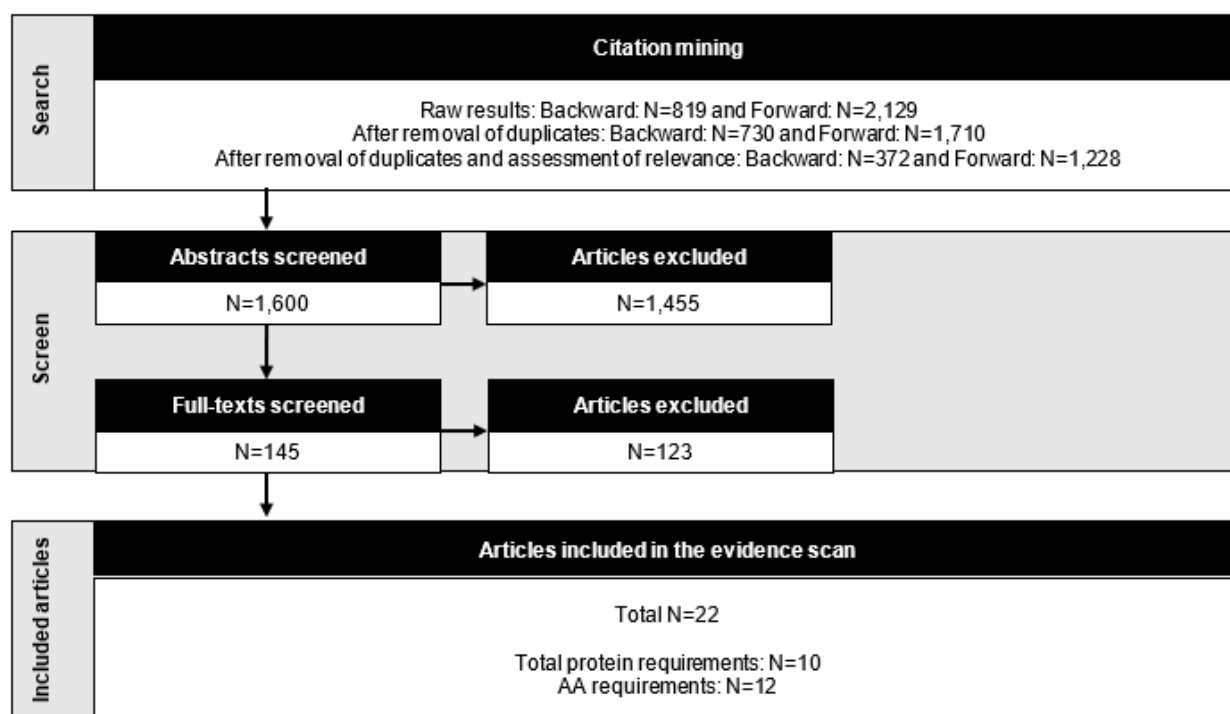 Search
Citation mining
Raw results: Backward: N=819 and Forward: N=2,129
After removal of duplicates: Backward: N=730 and Forward: N=1,710
After removal of duplicates and assessment of relevance: Backward: N=372 and Forward: N=1,228
Screen
Abstracts screened
N=1,600
Articles excluded
N=1,455
Full-texts screened
N=145
Articles excluded
N=123
Included articles
Articles included in the evidence scan
Total N=22
Total protein requirements: N=10
AA requirements: N=12